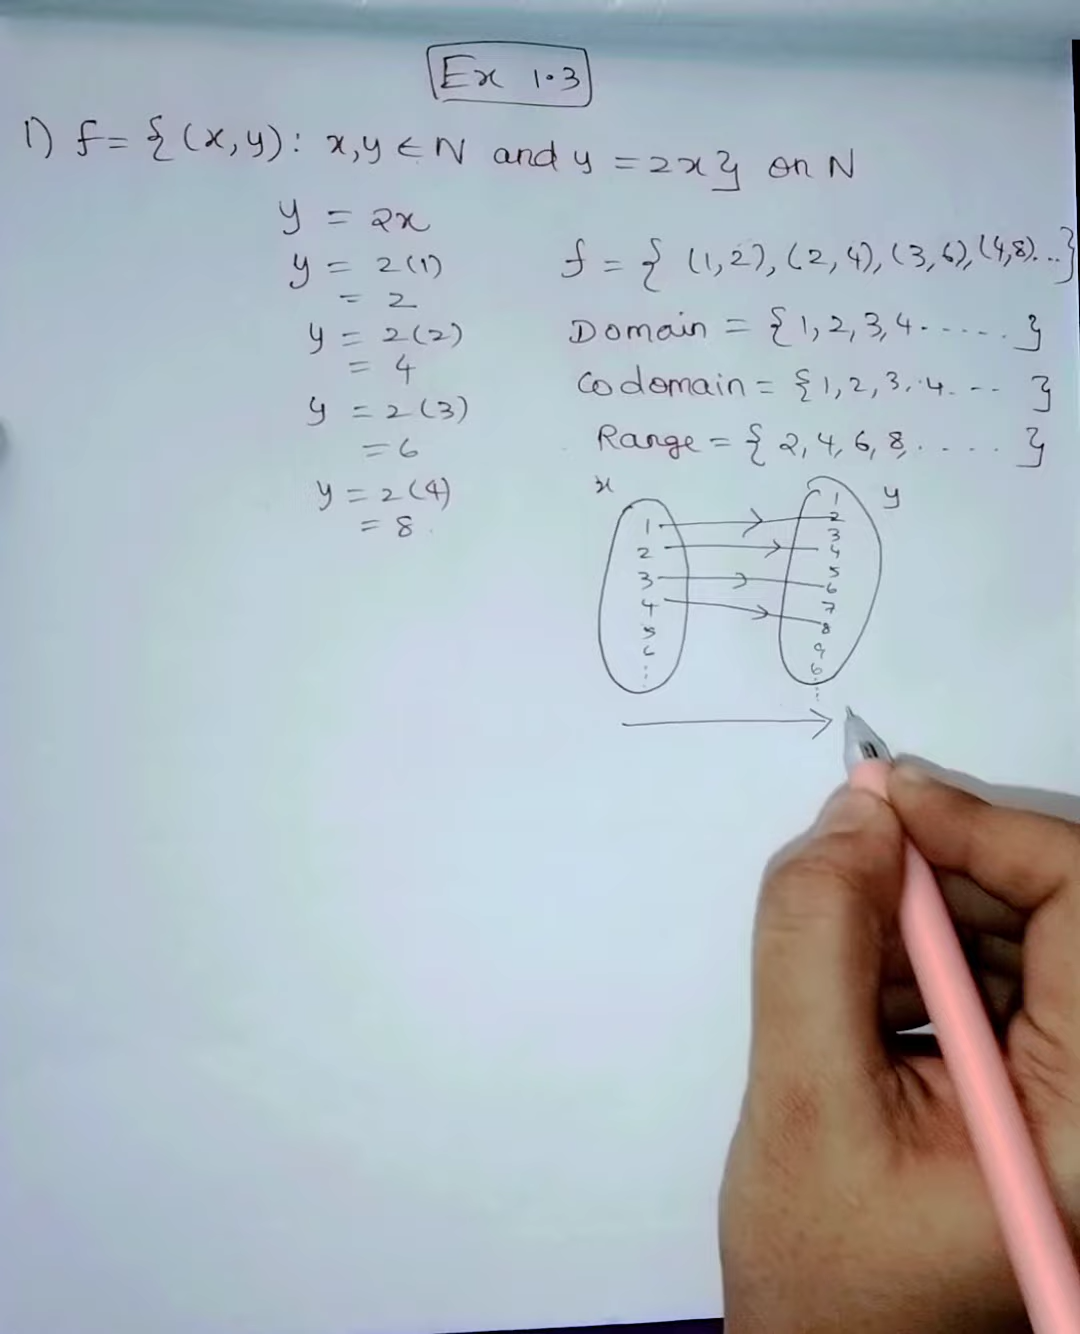 Ex 1.3
1) f = { (x, y) : x, y ∈ N and y = 2x } on N
y = 2x
y = 2(1)
= 2
y = 2(2)
= 4
y = 2(3)
= 6
y = 2(4)
= 8
f = { (1,2), (2,4), (3,6), (4,8)... }
Domain = { 1, 2, 3, 4 ...... }
Codomain = { 1, 2, 3, 4. -- }
Range = { 2, 4, 6, 8, ..... }
x
1
2
3
4
5
6
⋮
y
1
2
3
4
5
6
7
8
9
6
⋮